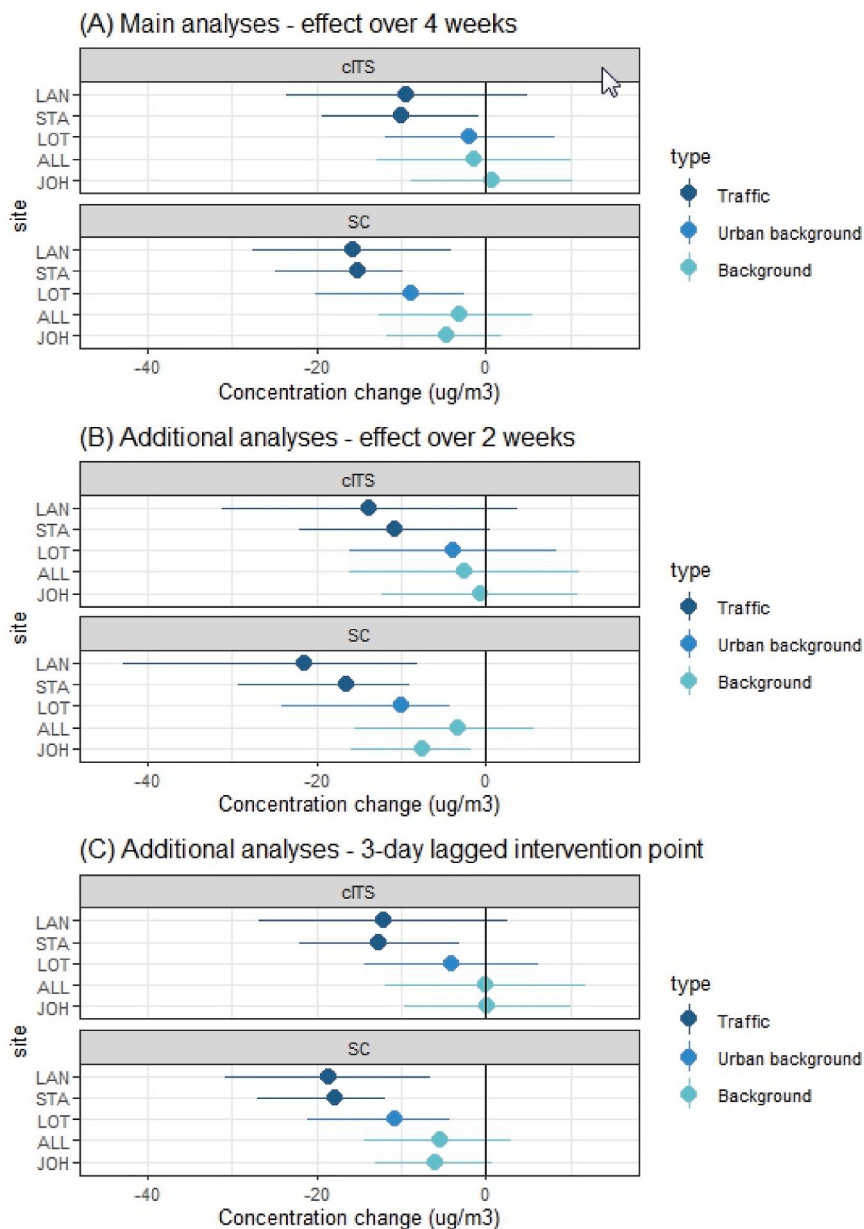 (A) Main analyses - effect over 4 weeks
cITS
LAN
STA
LOT
ALL
JOH
SC
LAN
STA
LOT
ALL
JOH
site
-40 -20 0
Concentration change (ug/m3)
type
Traffic
Urban background
Background
(B) Additional analyses - effect over 2 weeks
cITS
LAN
STA
LOT
ALL
JOH
SC
LAN
STA
LOT
ALL
JOH
site
-40 -20 0
Concentration change (ug/m3)
type
Traffic
Urban background
Background
(C) Additional analyses - 3-day lagged intervention point
cITS
LAN
STA
LOT
ALL
JOH
SC
LAN
STA
LOT
ALL
JOH
site
-40 -20 0
Concentration change (ug/m3)
type
Traffic
Urban background
Background